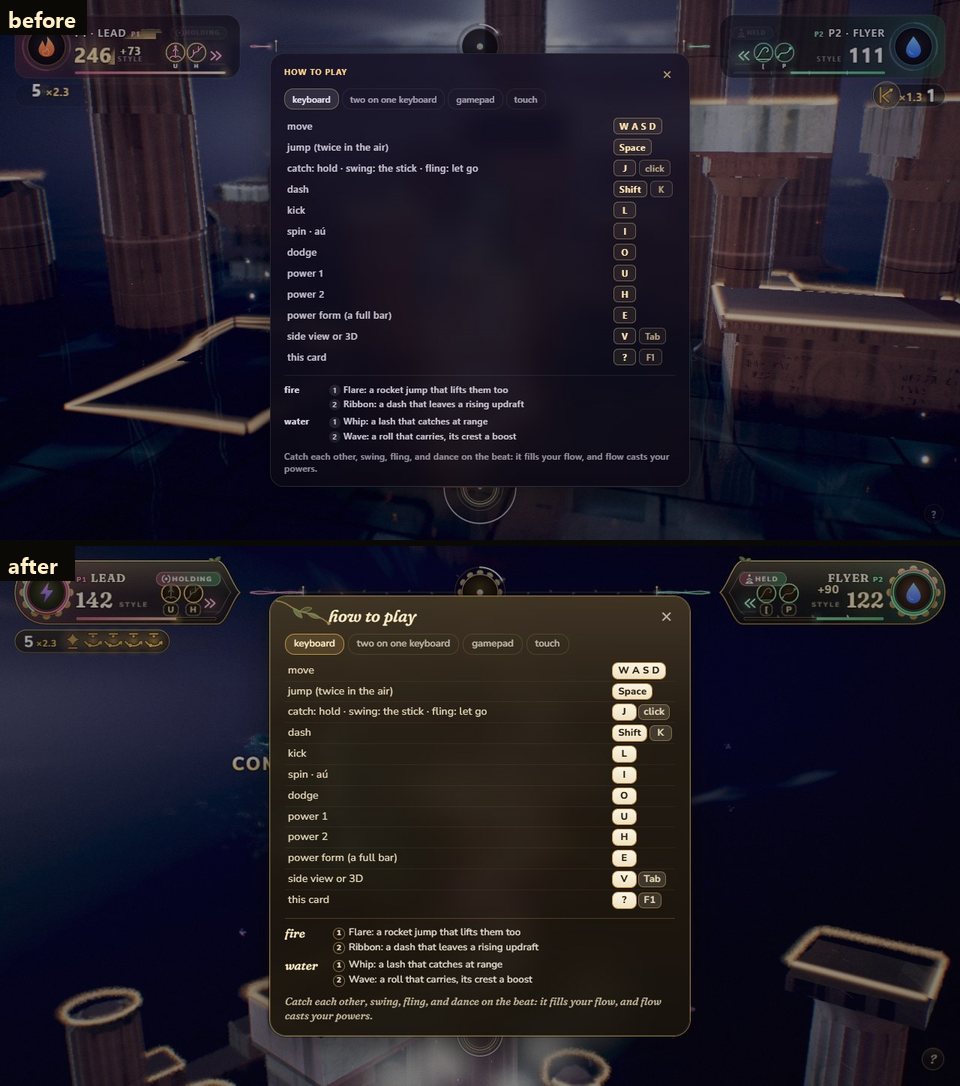 before
LEAD P1
HOLDING
246 +73 STYLE
U H
5 ×2.3
HELD
P2 P2 · FLYER
STYLE 111
[ P
×1.3 1
HOW TO PLAY ×
keyboard two on one keyboard gamepad touch
move W A S D
jump (twice in the air) Space
catch: hold · swing: the stick · fling: let go J click
dash Shift K
kick L
spin · aú I
dodge O
power 1 U
power 2 H
power form (a full bar) E
side view or 3D V Tab
this card ? F1
fire 1 Flare: a rocket jump that lifts them too
2 Ribbon: a dash that leaves a rising updraft
water 1 Whip: a lash that catches at range
2 Wave: a roll that carries, its crest a boost
Catch each other, swing, fling, and dance on the beat: it fills your flow, and flow casts your
powers.
?
after
P1 LEAD HOLDING
142 STYLE
U H
5 ×2.3
HELD FLYER P2
+90
STYLE 122
[ P
CON
how to play ×
keyboard two on one keyboard gamepad touch
move W A S D
jump (twice in the air) Space
catch: hold · swing: the stick · fling: let go J click
dash Shift K
kick L
spin · aú I
dodge O
power 1 U
power 2 H
power form (a full bar) E
side view or 3D V Tab
this card ? F1
fire 1 Flare: a rocket jump that lifts them too
2 Ribbon: a dash that leaves a rising updraft
water 1 Whip: a lash that catches at range
2 Wave: a roll that carries, its crest a boost
Catch each other, swing, fling, and dance on the beat: it fills your flow, and flow
casts your powers.
?